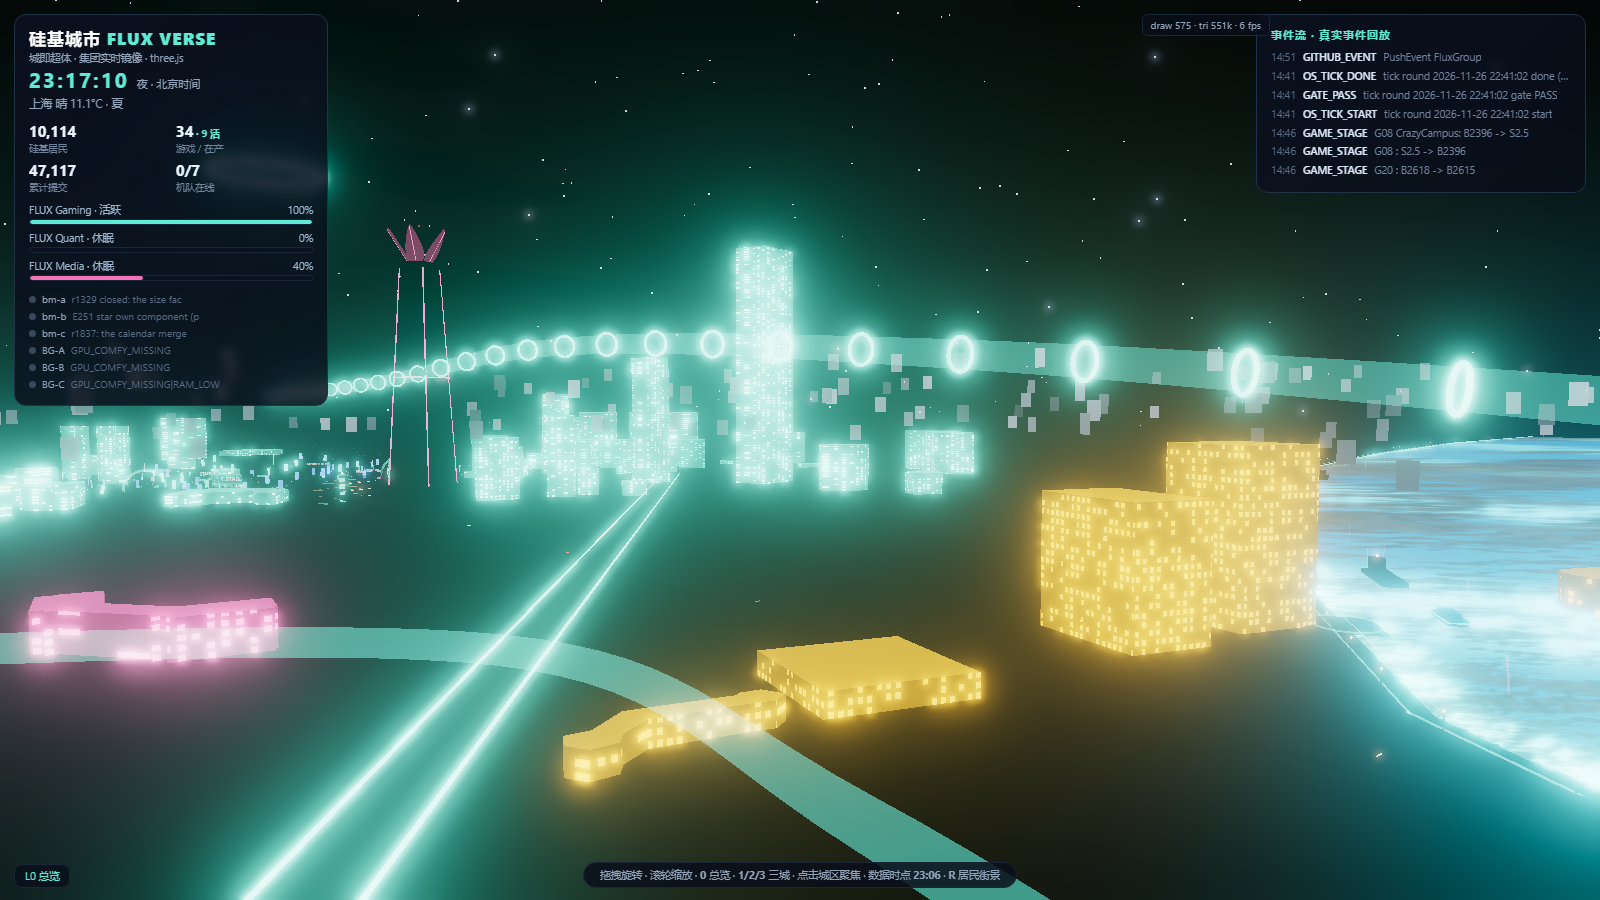 硅基城市 FLUX VERSE
城即超体 · 集团实时镜像 · three.js
23:17:10 夜 · 北京时间
上海 晴 11.1°C · 夏
10,114 34 · 9 活
硅基居民 游戏 / 在产
47,117 0/7
累计提交 机队在线
FLUX Gaming · 活跃 100%
FLUX Quant · 休眠 0%
FLUX Media · 休眠 40%
bm-a r1329 closed: the size fac
bm-b E251 star own component (p
bm-c r1837: the calendar merge
BG-A GPU_COMFY_MISSING
BG-B GPU_COMFY_MISSING
BG-C GPU_COMFY_MISSING|RAM_LOW
draw 575 · tri 551k · 6 fps
事件流 · 真实事件回放
14:51 GITHUB_EVENT PushEvent FluxGroup
14:41 OS_TICK_DONE tick round 2026-11-26 22:41:02 done (...
14:41 GATE_PASS tick round 2026-11-26 22:41:02 gate PASS
14:41 OS_TICK_START tick round 2026-11-26 22:41:02 start
14:46 GAME_STAGE G08 CrazyCampus: B2396 -> S2.5
14:46 GAME_STAGE G08 : S2.5 -> B2396
14:46 GAME_STAGE G20 : B2618 -> B2615
L0 总览
拖拽旋转 · 滚轮缩放 · 0 总览 · 1/2/3 三城 · 点击城区聚焦 · 数据时点 23:06 · R 居民街景